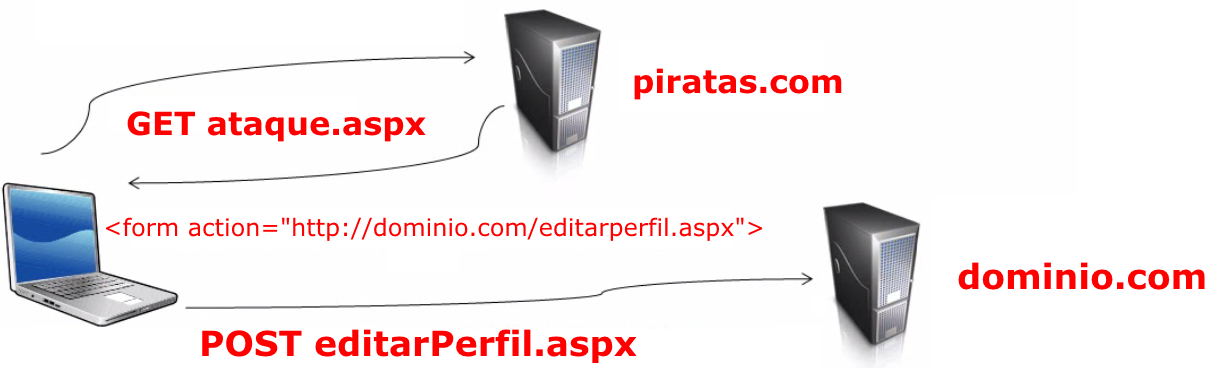 piratas.com
GET ataque.aspx
<form action="http://dominio.com/editarperfil.aspx">
dominio.com
POST editarPerfil.aspx